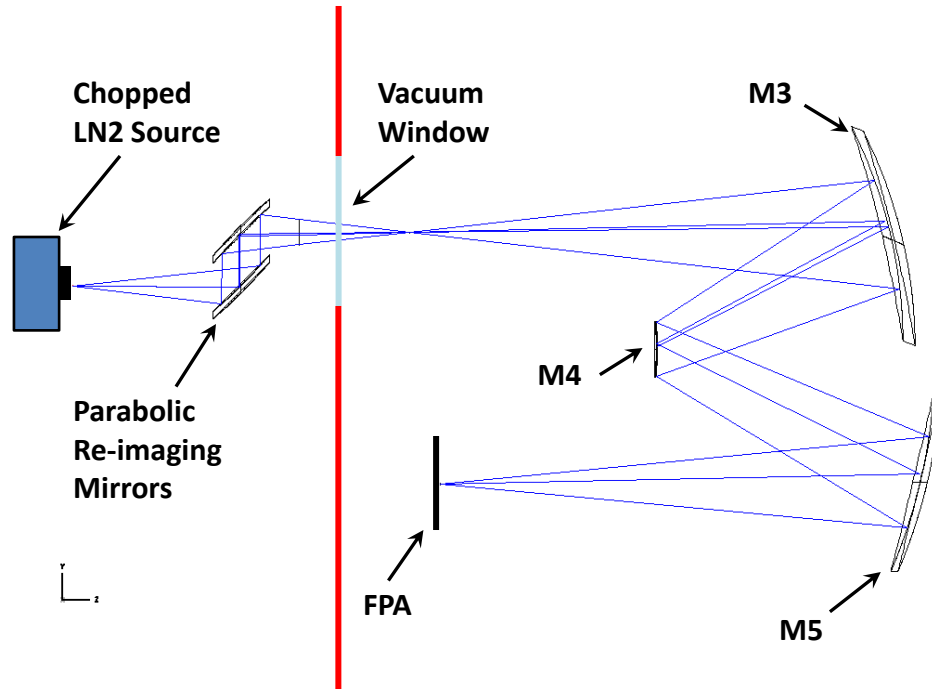 Chopped
LN2 Source
Vacuum
Window
M3
M4
Parabolic
Re-imaging
Mirrors
FPA
M5
Y
Z